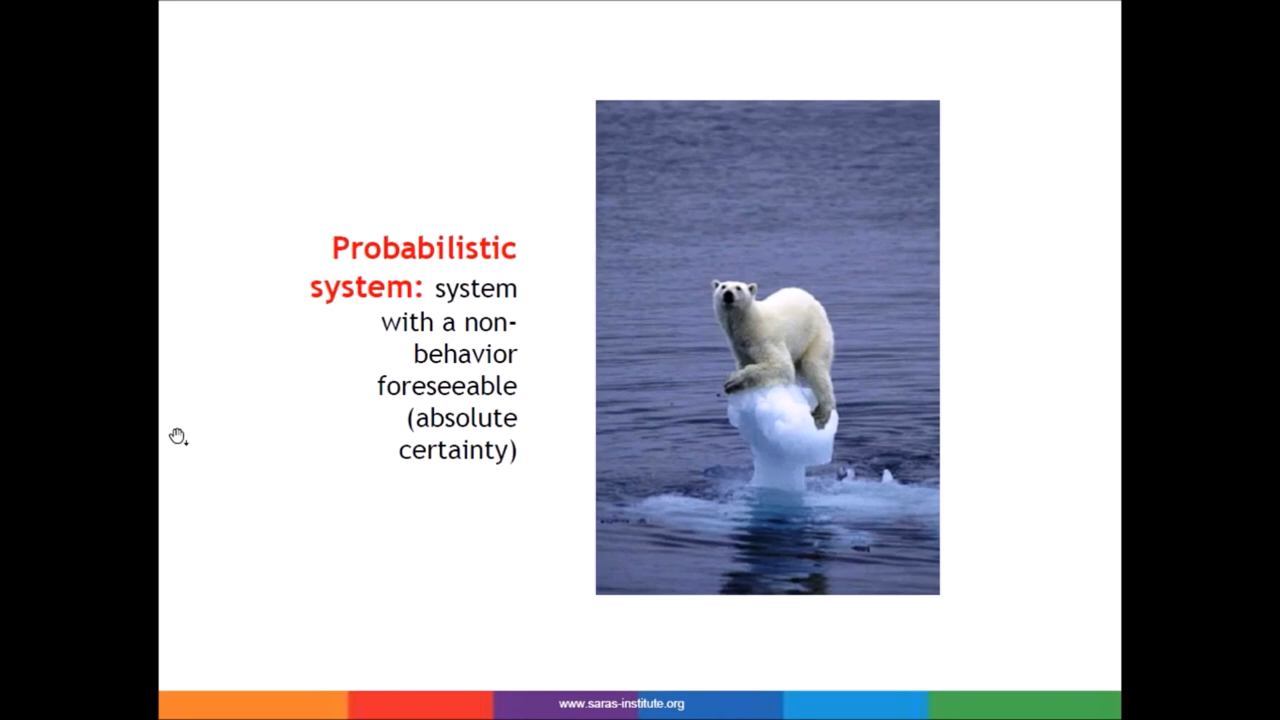 Probabilistic
system: system
with a non-
behavior
foreseeable
(absolute
certainty)
www.saras-institute.org